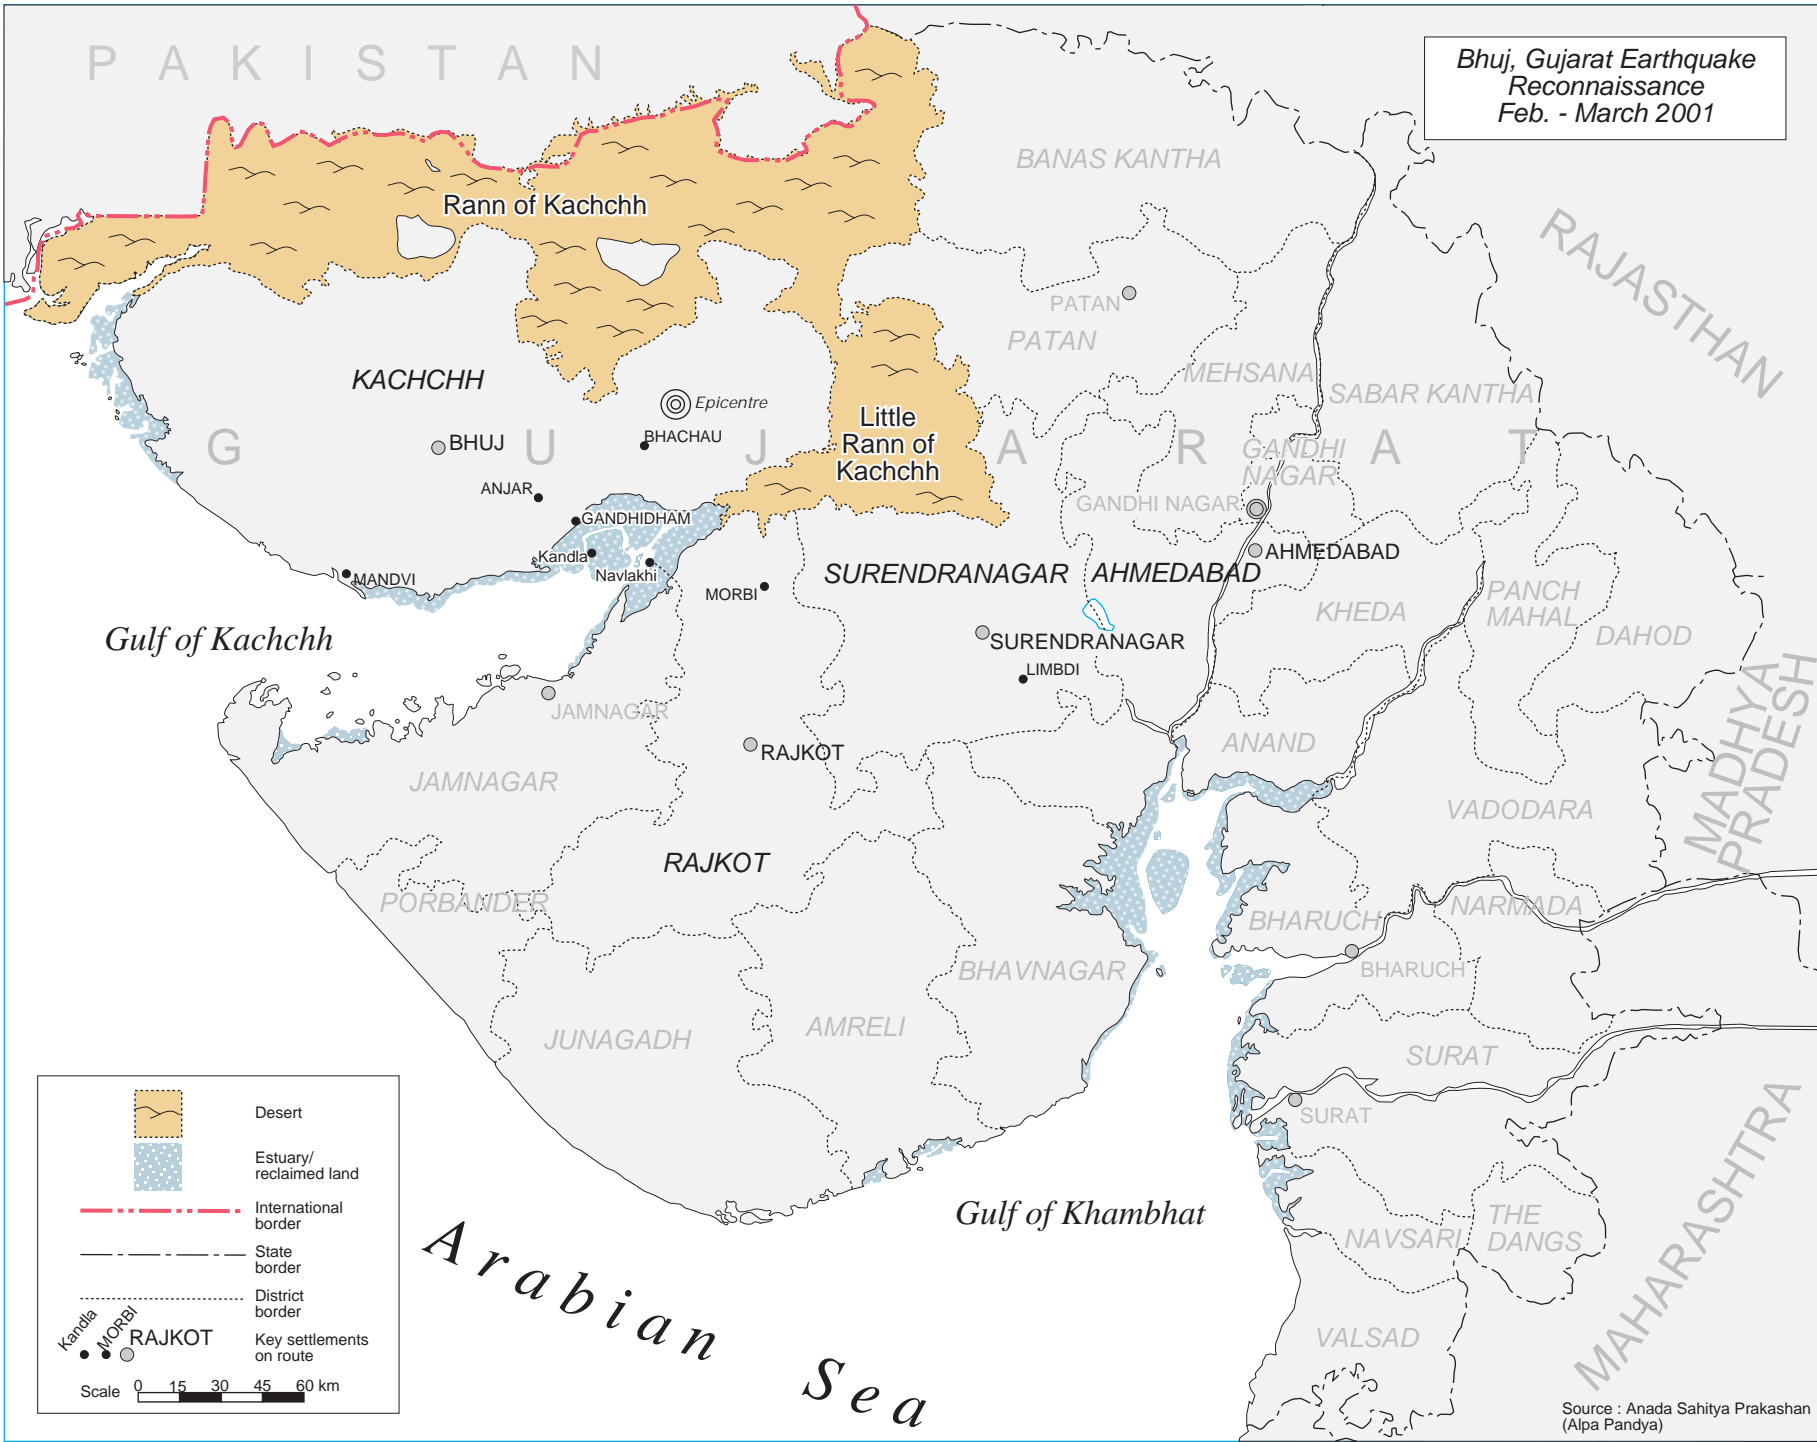 PAKISTAN
Bhuj, Gujarat Earthquake
Reconnaissance
Feb. - March 2001
BANAS KANTHA
Rann of Kachchh
RAJASTHAN
PATAN
PATAN
MEHSANA
SABAR KANTHA
KACHCHH
Epicentre
Little
Rann of
Kachchh
GUJARAT
BHUJ
BHACHAU
GANDHI
NAGAR
ANJAR
GANDHI NAGAR
GANDHIDHAM
Kandla
Navlakhi
AHMEDABAD
MANDVI
MORBI
SURENDRANAGAR
AHMEDABAD
KHEDA
PANCH
MAHAL
DAHOD
Gulf of Kachchh
SURENDRANAGAR
LIMBDI
JAMNAGAR
RAJKOT
ANAND
MADHYA
PRADESH
JAMNAGAR
VADODARA
RAJKOT
PORBANDER
BHARUCH
NARMADA
BHAVNAGAR
BHARUCH
JUNAGADH
AMRELI
SURAT
SURAT
MAHARASHTRA
Gulf of Khambhat
NAVSARI
THE
DANGS
Arabian Sea
VALSAD
Desert
Estuary/
reclaimed land
International
border
State
border
District
border
Kandla
MORBI
RAJKOT
Key settlements
on route
Scale 0 15 30 45 60 km
Source : Anada Sahitya Prakashan
(Alpa Pandya)